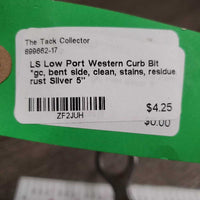 The Tack Collector
899862-17
LS Low Port Western Curb Bit
"gc, bent side, clean, stains, residue
rust Silver 5"
$4.25
ZF2JUH
$0.00